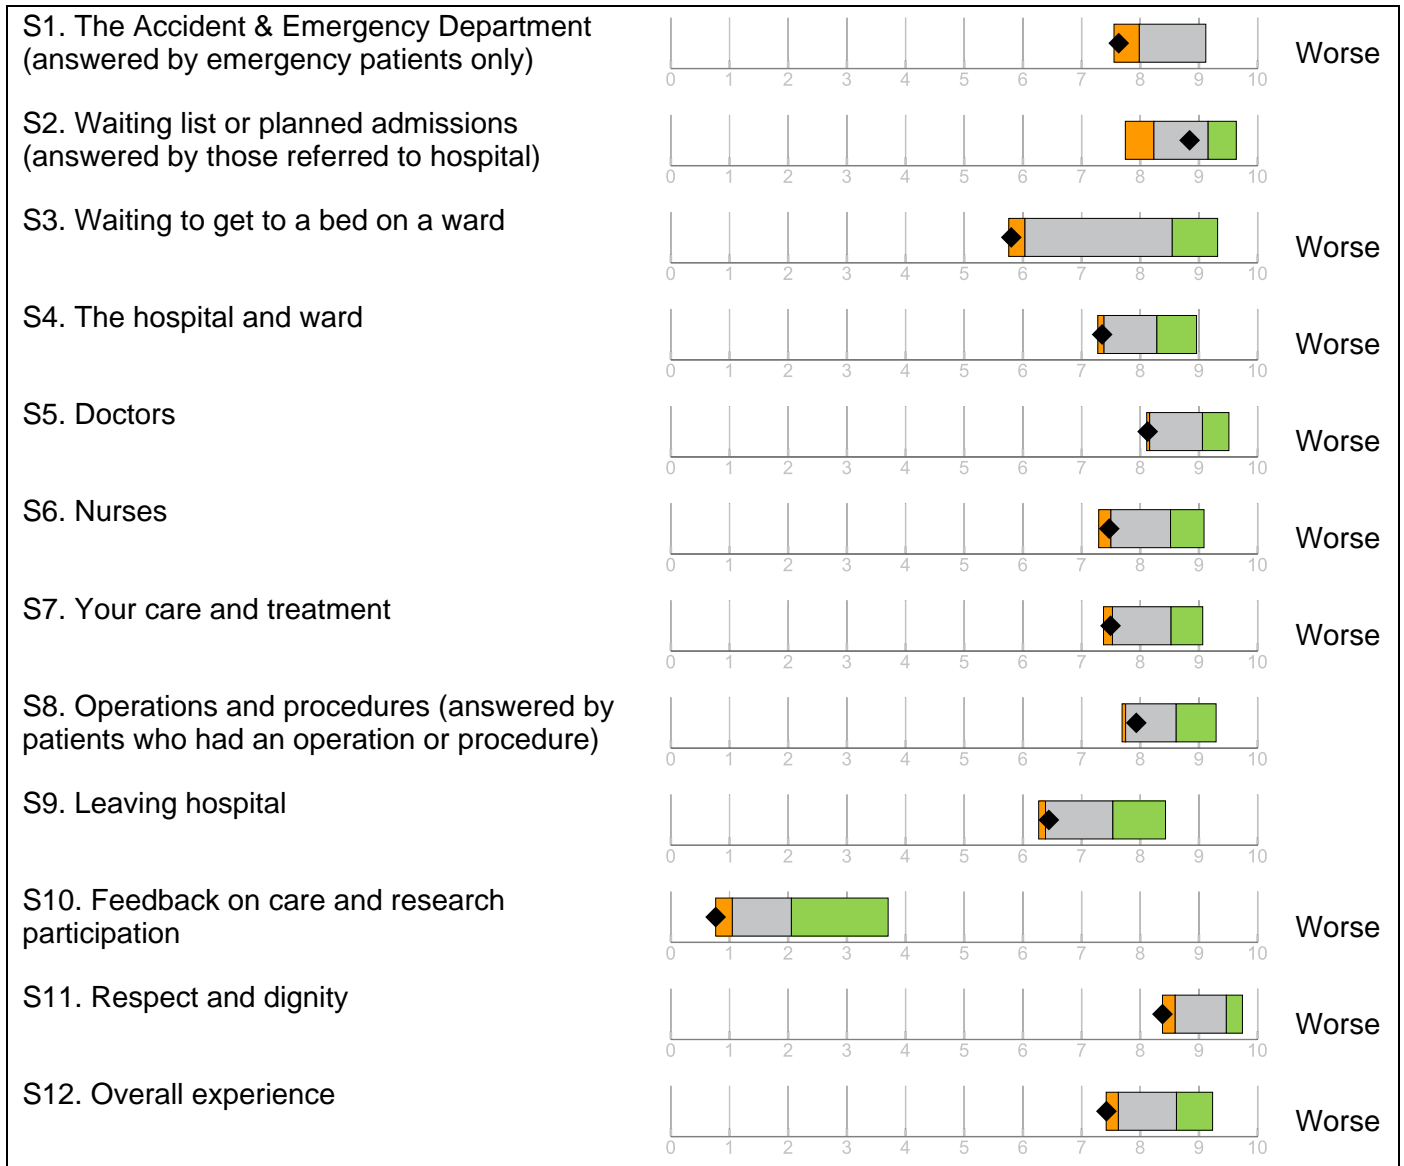 S1. The Accident & Emergency Department
(answered by emergency patients only)
0 1 2 3 4 5 6 7 8 9 10
Worse
S2. Waiting list or planned admissions
(answered by those referred to hospital)
0 1 2 3 4 5 6 7 8 9 10
S3. Waiting to get to a bed on a ward
0 1 2 3 4 5 6 7 8 9 10
Worse
S4. The hospital and ward
0 1 2 3 4 5 6 7 8 9 10
Worse
S5. Doctors
0 1 2 3 4 5 6 7 8 9 10
Worse
S6. Nurses
0 1 2 3 4 5 6 7 8 9 10
Worse
S7. Your care and treatment
0 1 2 3 4 5 6 7 8 9 10
Worse
S8. Operations and procedures (answered by
patients who had an operation or procedure)
0 1 2 3 4 5 6 7 8 9 10
S9. Leaving hospital
0 1 2 3 4 5 6 7 8 9 10
S10. Feedback on care and research
participation
0 1 2 3 4 5 6 7 8 9 10
Worse
S11. Respect and dignity
0 1 2 3 4 5 6 7 8 9 10
Worse
S12. Overall experience
0 1 2 3 4 5 6 7 8 9 10
Worse